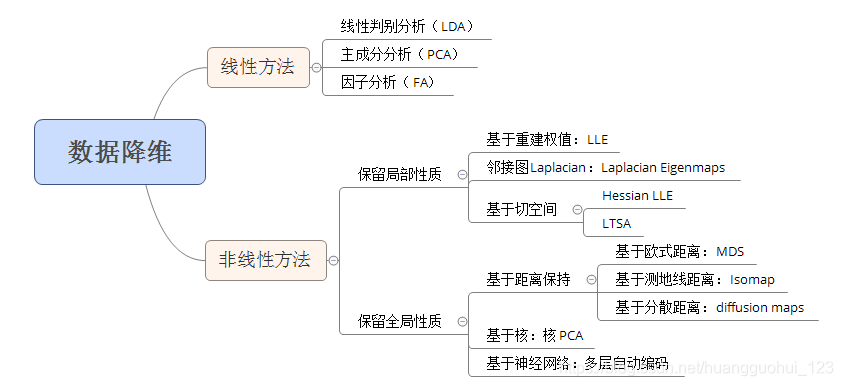 数据降维
线性方法
线性判别分析（LDA）
主成分分析（PCA）
因子分析（ FA）
非线性方法
保留局部性质
基于重建权值：LLE
邻接图Laplacian：Laplacian Eigenmaps
基于切空间
Hessian LLE
LTSA
保留全局性质
基于距离保持
基于欧式距离：MDS
基于测地线距离：Isomap
基于分散距离：diffusion maps
基于核：核 PCA
基于神经网络：多层自动编码
net/huangguohui_123